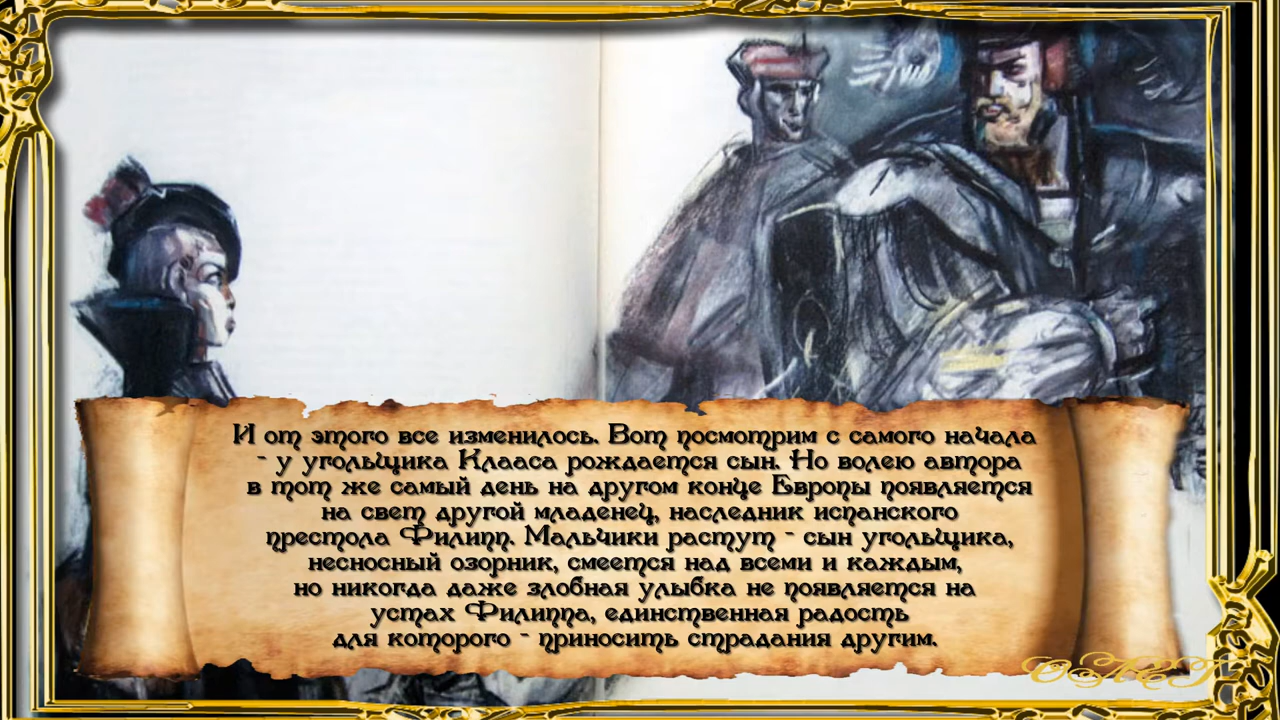 И от этого все изменилось. Вот посмотрим с самого начала
- у угольщика Клааса рождается сын. Но волею автора
в тот же самый день на другом конце Европы появляется
на свет другой младенец, наследник испанского
престола Филипп. Мальчики растут - сын угольщика,
несносный озорник, смеется над всеми и каждым,
но никогда даже злобная улыбка не появляется на
устах Филиппа, единственная радость
для которого - приносить страдания другим.